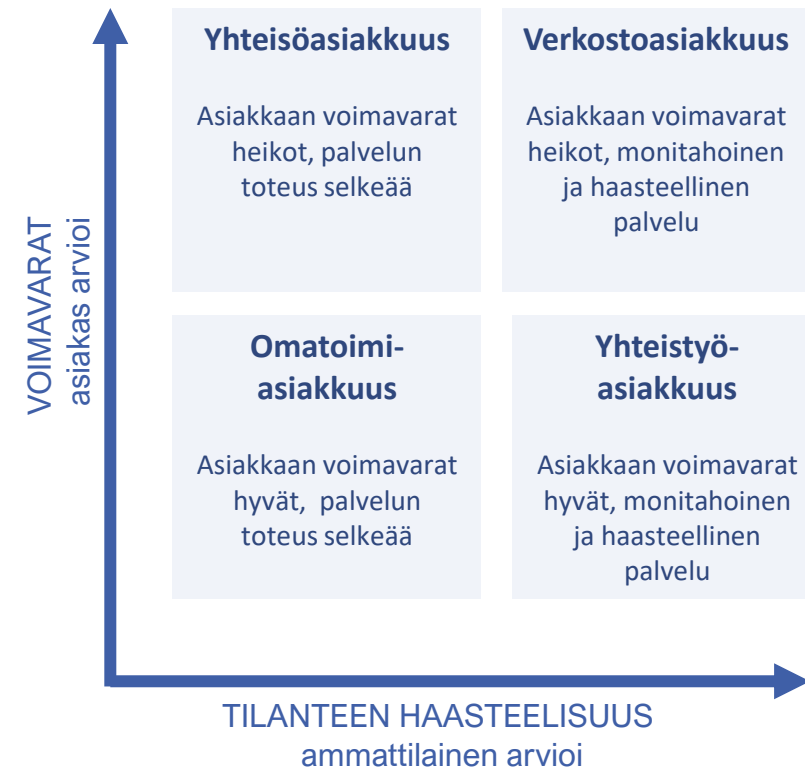 VOIMAVARAT
asiakas arvioi
Yhteisöasiakkuus
Asiakkaan voimavarat
heikot, palvelun
toteus selkeää
Verkostoasiakkuus
Asiakkaan voimavarat
heikot, monitahoinen
ja haasteellinen
palvelu
Omatoimi-
asiakkuus
Asiakkaan voimavarat
hyvät, palvelun
toteus selkeää
Yhteistyö-
asiakkuus
Asiakkaan voimavarat
hyvät, monitahoinen
ja haasteellinen
palvelu
TILANTEEN HAASTEELISUUS
ammattilainen arvioi